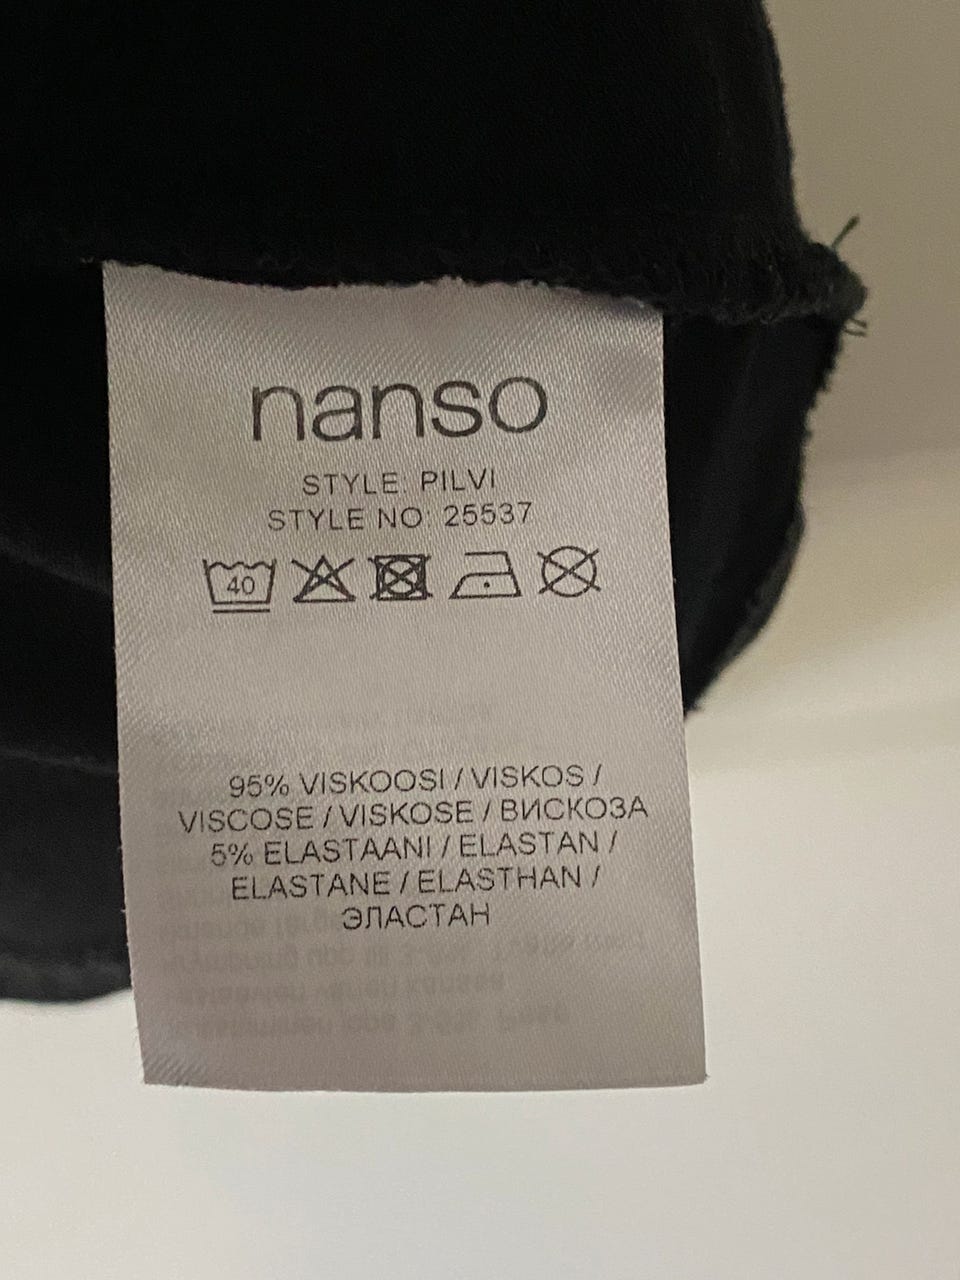 nanso
STYLE: PILVI
STYLE NO: 25537
40
95% VISKOOSI / VISKOS /
VISCOSE / VISKOSE / ВИСКОЗА
5% ELASTAANI / ELASTAN /
ELASTANE / ELASTHAN /
ЭЛАСТАН